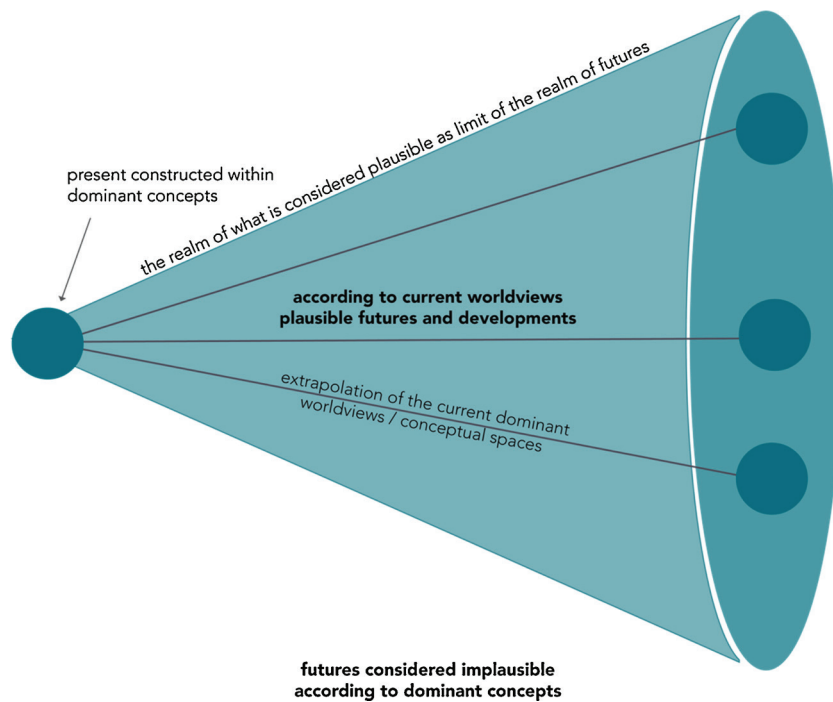 the realm of what is considered plausible as limit of the realm of futures
present constructed within
dominant concepts
according to current worldviews
plausible futures and developments
extrapolation of the current dominant
worldviews / conceptual spaces
futures considered implausible
according to dominant concepts